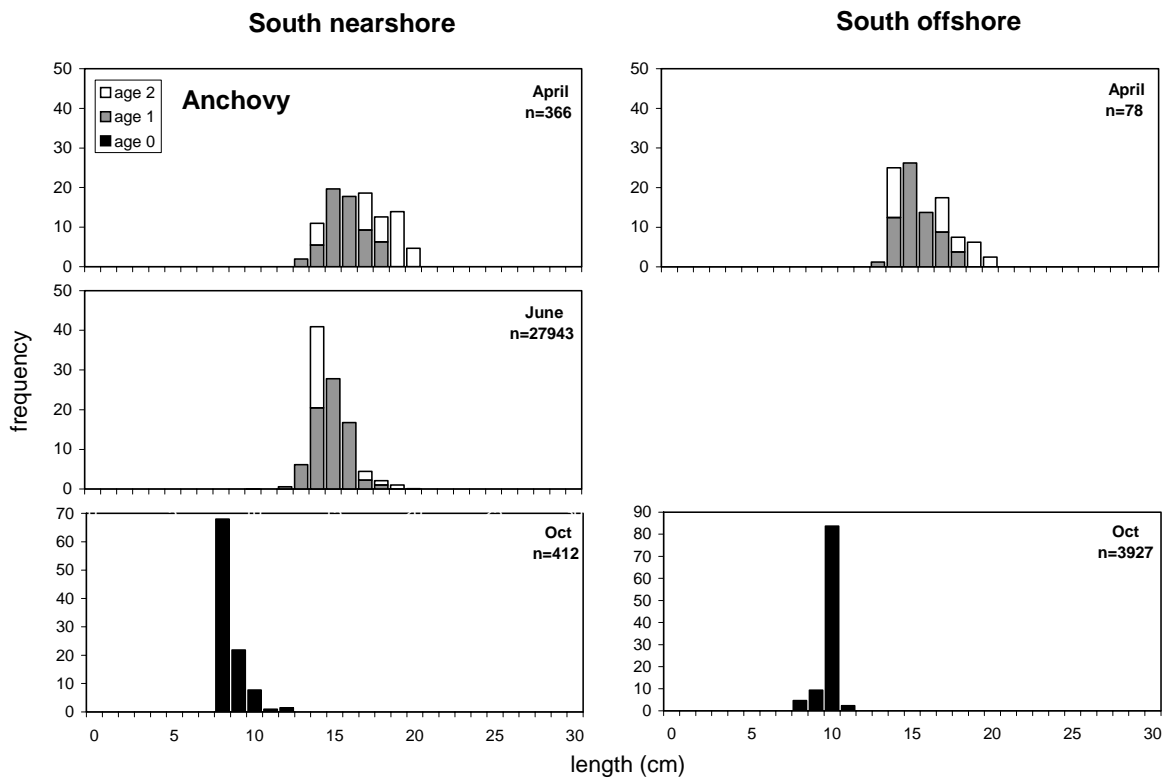 South nearshore
South offshore
50
40
30
20
10
0
age 2
age 1
age 0
Anchovy
April
n=366
50
40
30
20
10
0
April
n=78
frequency
50
40
30
20
10
0
June
n=27943
70
60
50
40
30
20
10
0
Oct
n=412
0 5 10 15 20 25 30
90
80
70
60
50
40
30
20
10
0
Oct
n=3927
0 5 10 15 20 25 30
length (cm)